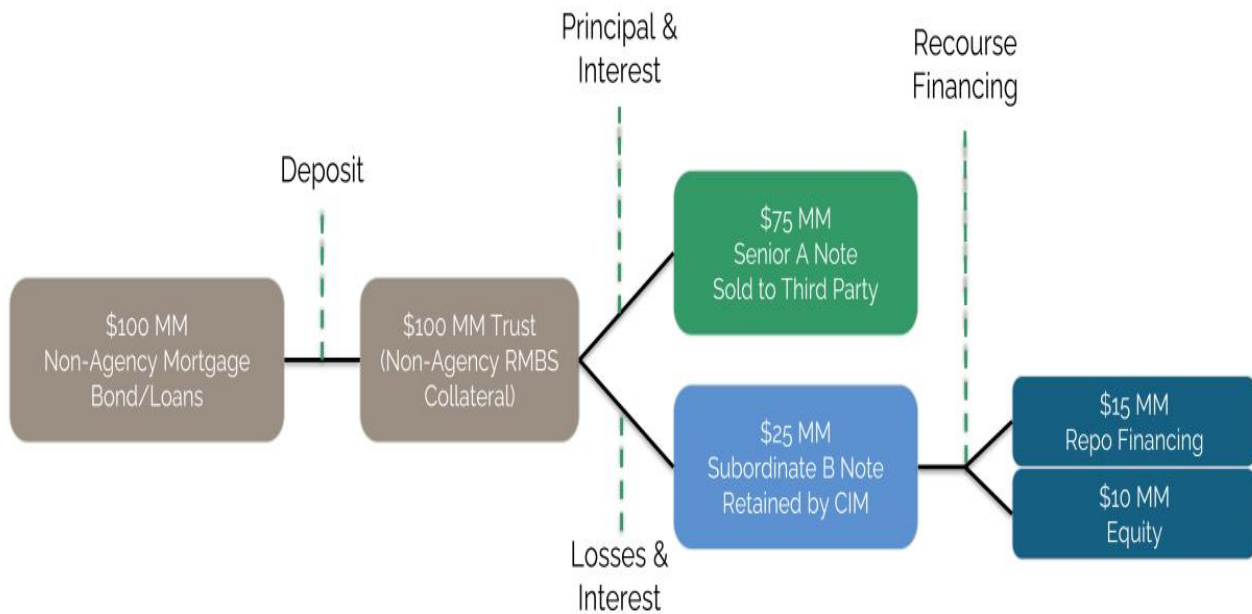 Principal &
Interest
Recourse
Financing
Deposit
$100 MM
Non-Agency Mortgage
Bond/Loans
$100 MM Trust
(Non-Agency RMBS
Collateral)
$75 MM
Senior A Note
Sold to Third Party
$25 MM
Subordinate B Note
Retained by CIM
$15 MM
Repo Financing
$10 MM
Equity
Losses &
Interest